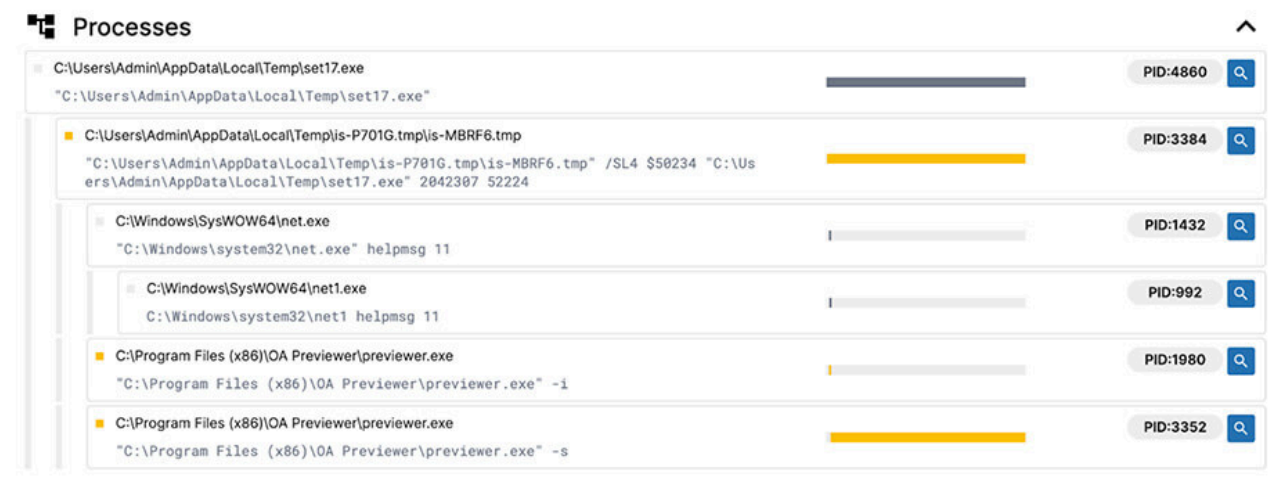 Processes
C:\Users\Admin\AppData\Local\Temp\set17.exe
PID:4860
"C:\Users\Admin\AppData\Local\Temp\set17.exe"
C:\Users\Admin\AppData\Local\Temp\is-P701G.tmp\is-MBRF6.tmp
PID:3384
"C:\Users\Admin\AppData\Local\Temp\is-P701G.tmp\is-MBRF6.tmp" /SL4 $50234 "C:\Us
ers\Admin\AppData\Local\Temp\set17.exe" 2042307 52224
C:\Windows\SysWOW64\net.exe
PID:1432
"C:\Windows\system32\net.exe" helpmsg 11
C:\Windows\SysWOW64\net1.exe
PID:992
C:\Windows\system32\net1 helpmsg 11
C:\Program Files (x86)\OA Previewer\previewer.exe
PID:1980
"C:\Program Files (x86)\OA Previewer\previewer.exe" -i
C:\Program Files (x86)\OA Previewer\previewer.exe
PID:3352
"C:\Program Files (x86)\OA Previewer\previewer.exe" -s